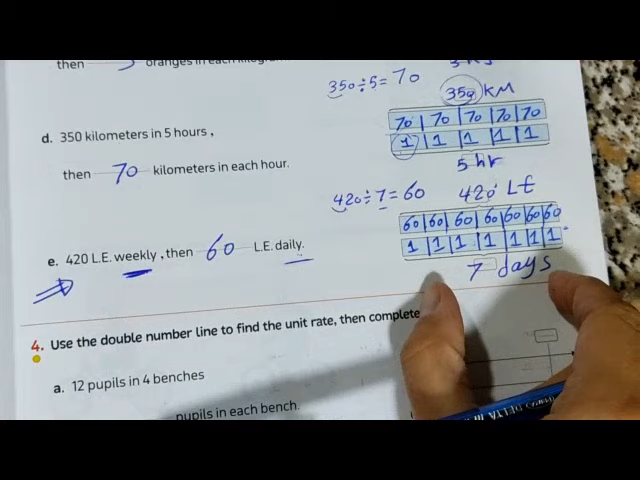 then 5 oranges in each kilogram
350÷5=70
350 KM
d. 350 kilometers in 5 hours ,
70 70 70 70 70
1 1 1 1 1
then 70 kilometers in each hour.
5 hr
420÷7=60
420 LE
60 60 60 60 60 60 60
e. 420 L.E. weekly, then 60 L.E. daily.
1 1 1 1 1 1 1
7 days
4. Use the double number line to find the unit rate, then complete
a. 12 pupils in 4 benches
pupils in each bench.